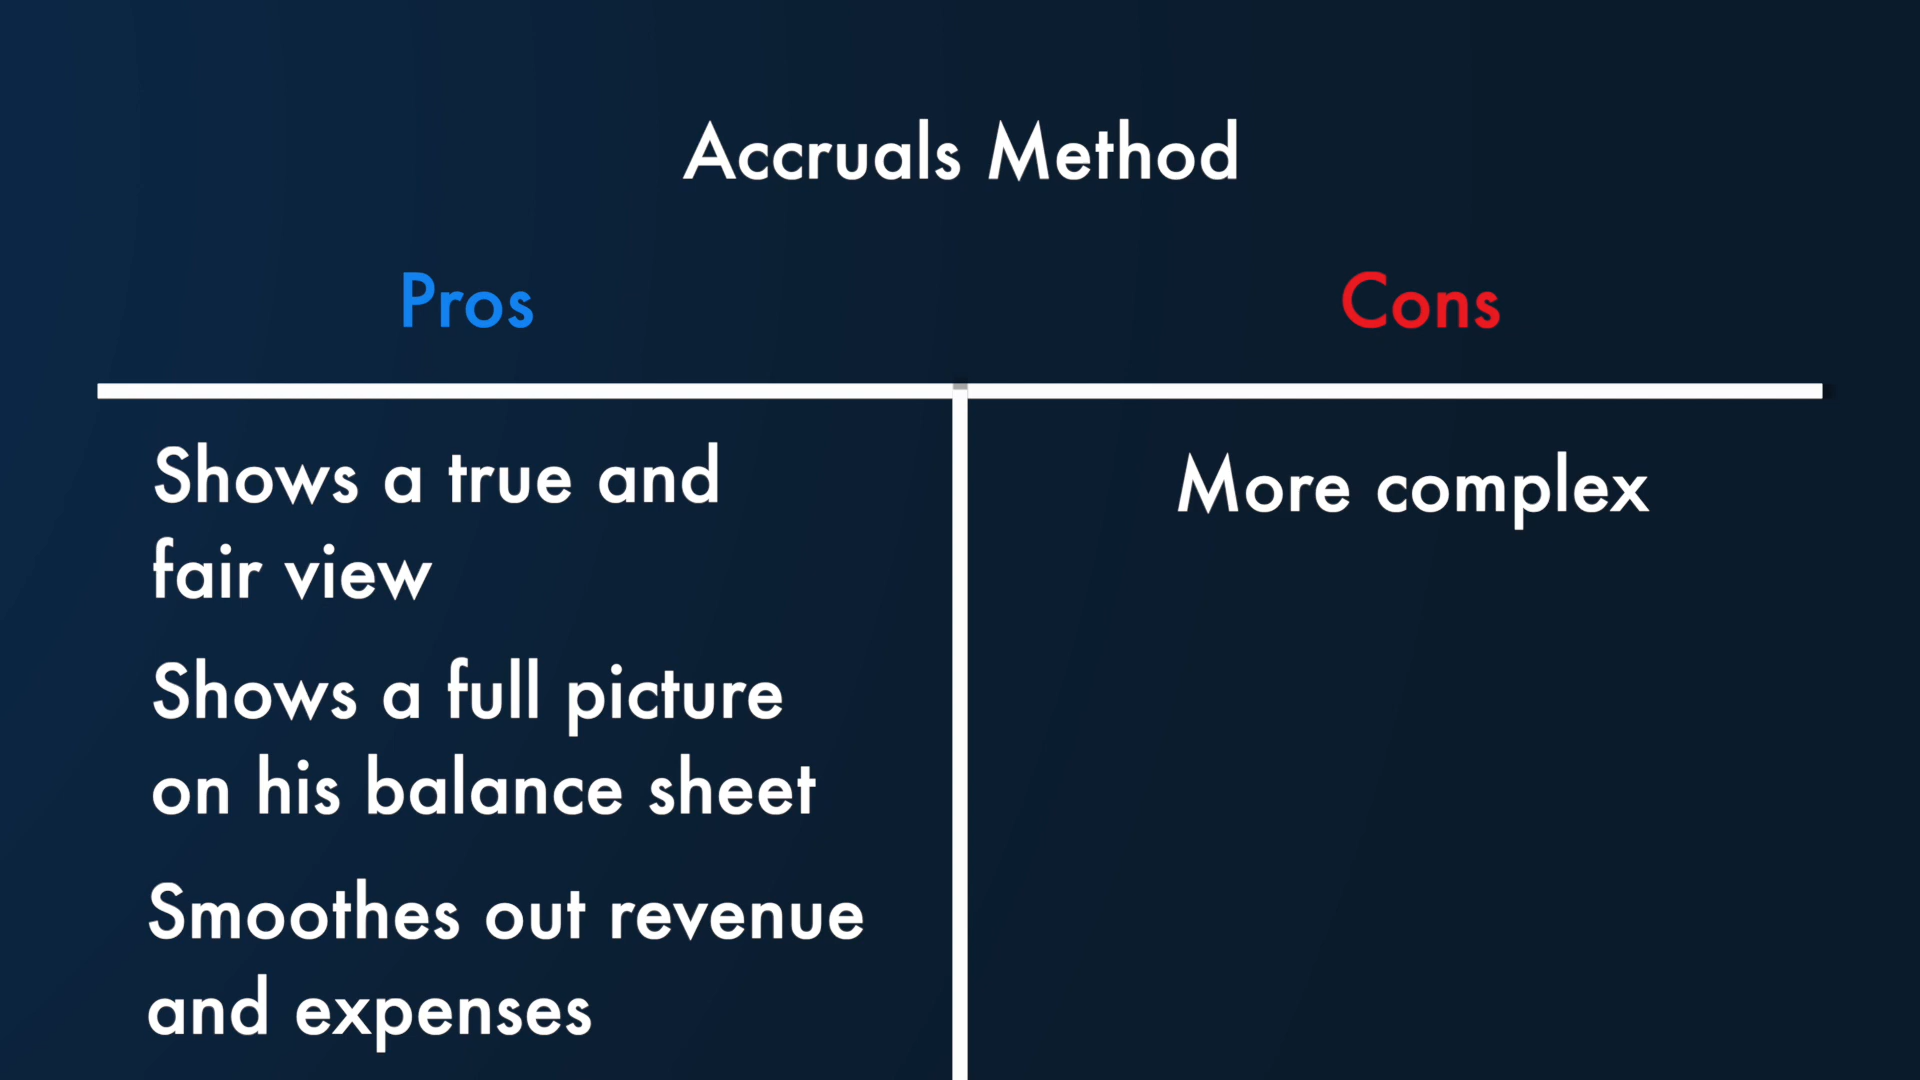 Accruals Method
Pros
Cons
Shows a true and
fair view
Shows a full picture
on his balance sheet
Smoothes out revenue
and expenses
More complex